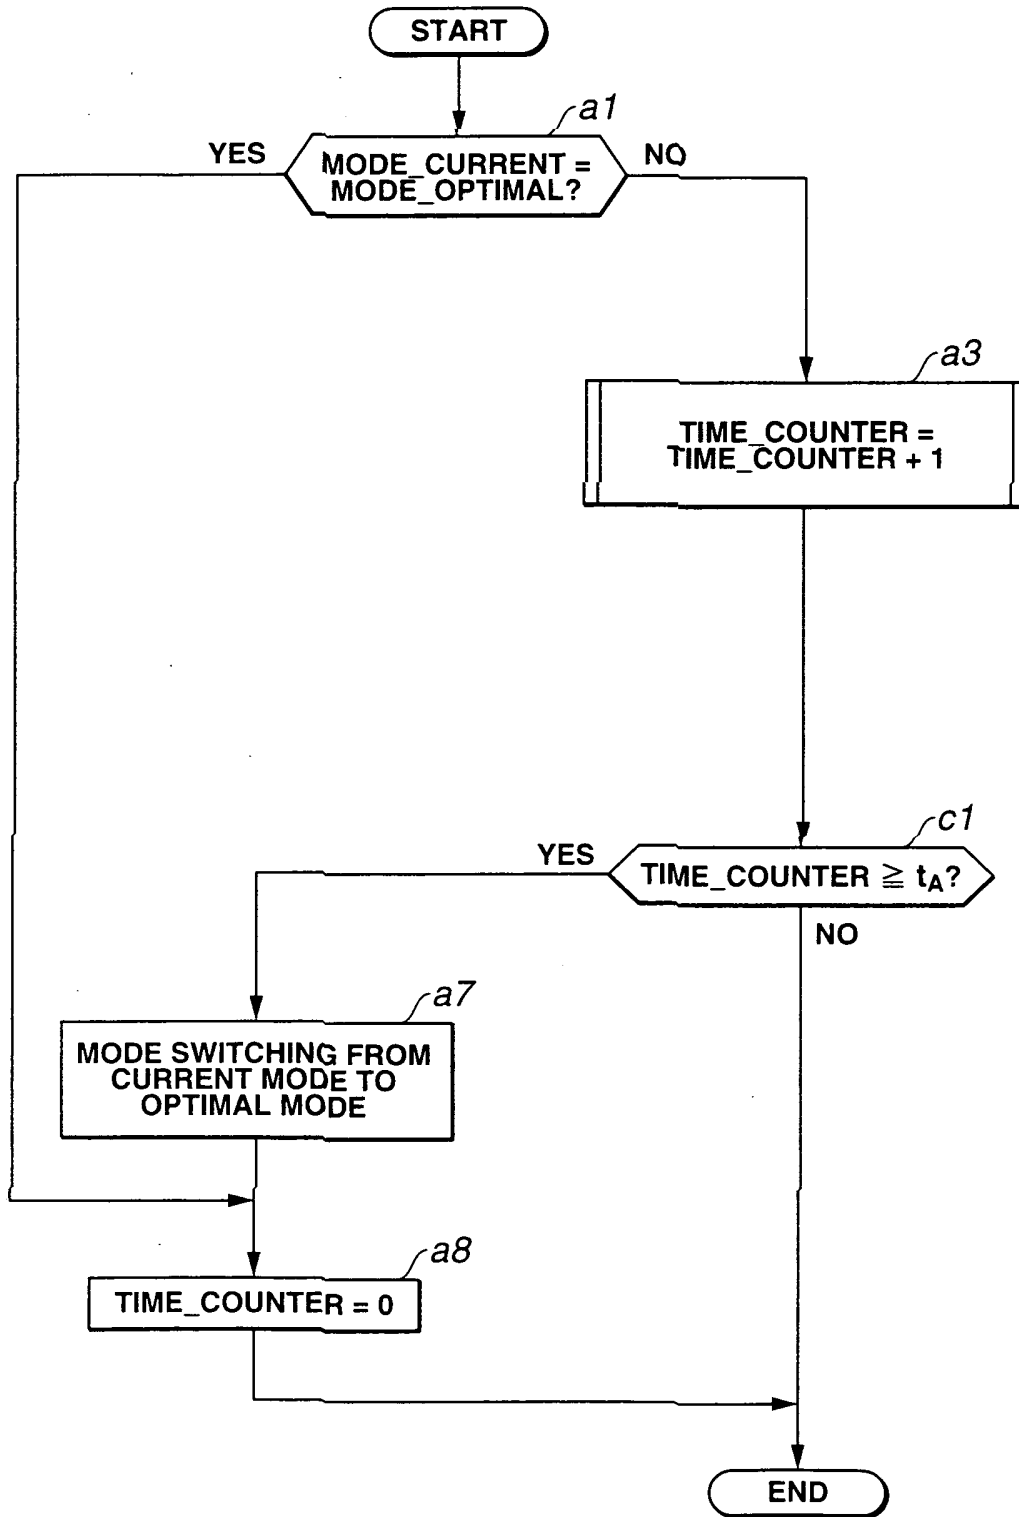 START
a1
YES
NO
MODE_CURRENT =
MODE_OPTIMAL?
a3
TIME_COUNTER =
TIME_COUNTER + 1
c1
YES
TIME_COUNTER ≧ tA?
NO
a7
MODE SWITCHING FROM
CURRENT MODE TO
OPTIMAL MODE
a8
TIME_COUNTER = 0
END